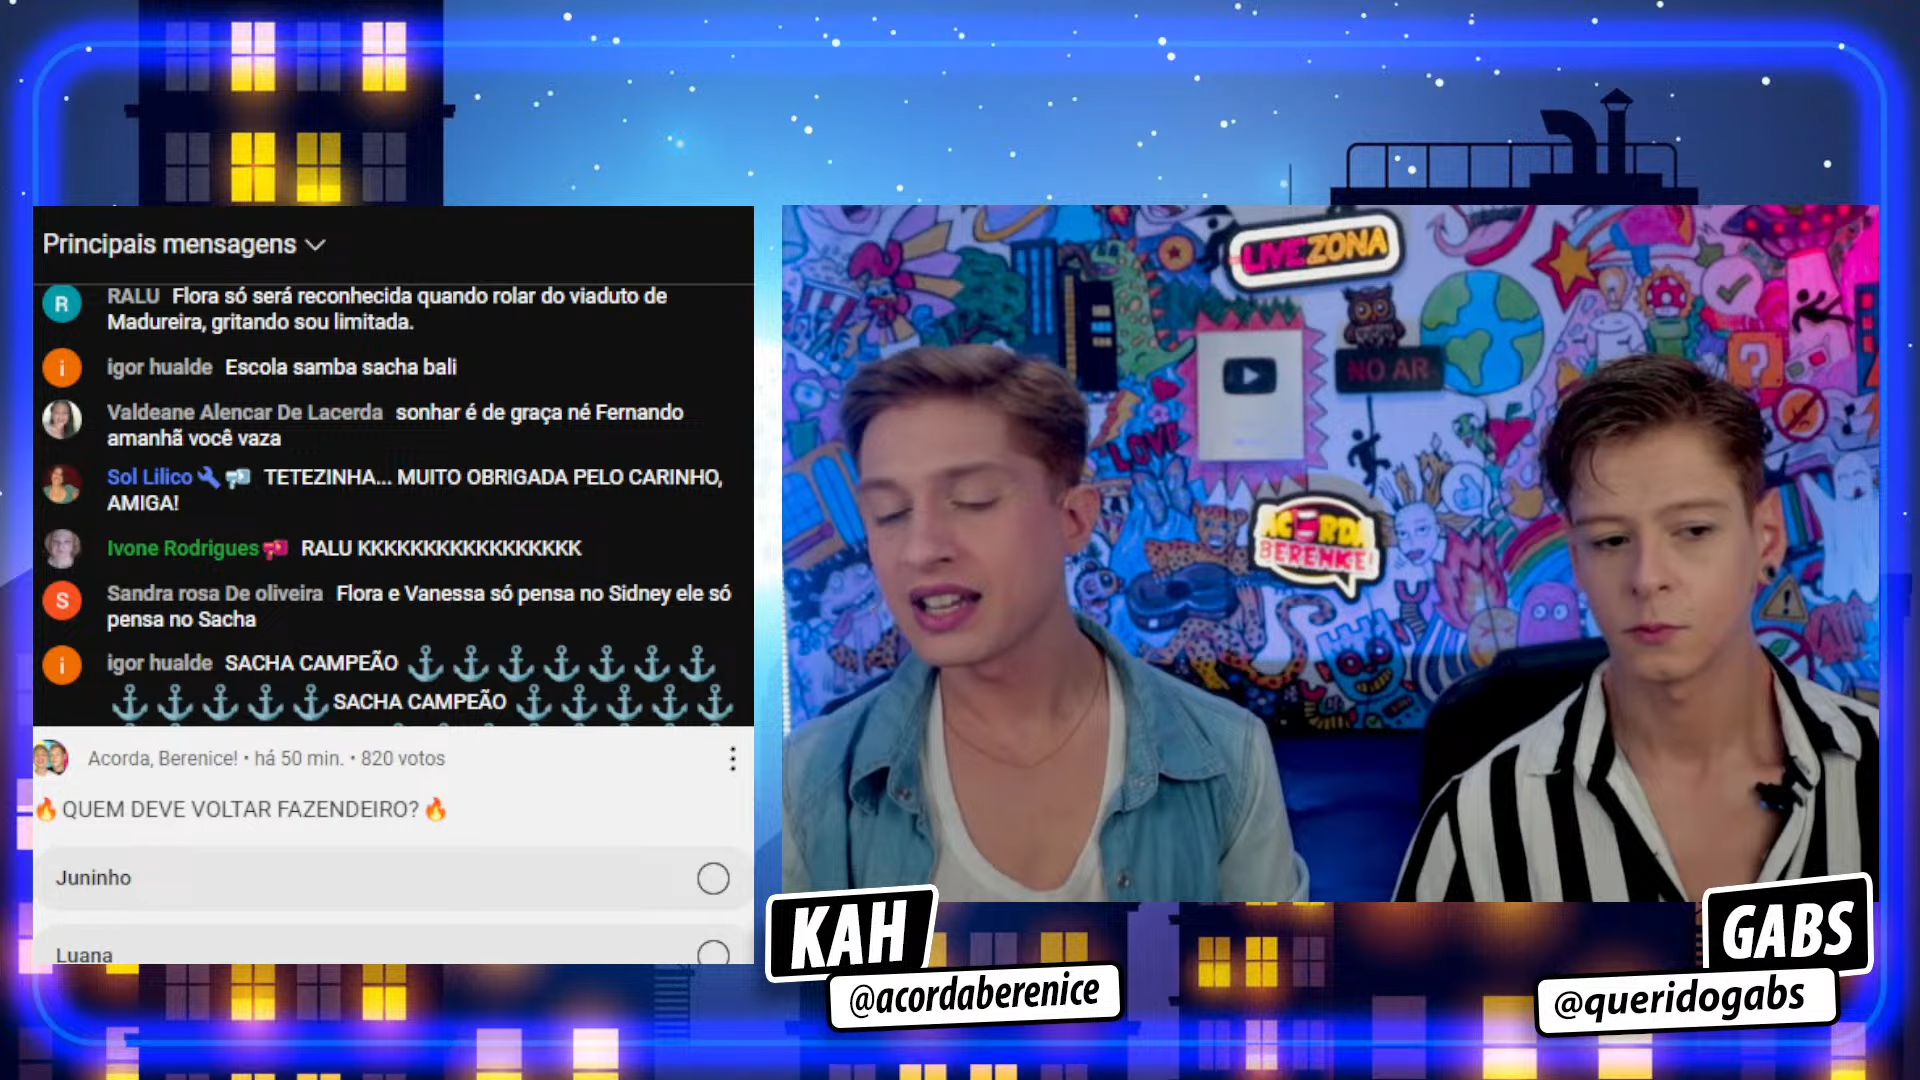 Principais mensagens
RALU Flora só será reconhecida quando rolar do viaduto de
Madureira, gritando sou limitada.
igor hualde Escola samba sacha bali
Valdeane Alencar De Lacerda sonhar é de graça né Fernando
amanhã você vaza
Sol Lilico TETEZINHA... MUITO OBRIGADA PELO CARINHO,
AMIGA!
Ivone Rodrigues RALU KKKKKKKKKKKKKKKKK
Sandra rosa De oliveira Flora e Vanessa só pensa no Sidney ele só
pensa no Sacha
igor hualde SACHA CAMPEÃO ⚓⚓⚓⚓⚓⚓⚓
⚓⚓⚓⚓⚓SACHA CAMPEÃO ⚓⚓⚓⚓⚓
Acorda, Berenice! • há 50 min. • 820 votos
🔥 QUEM DEVE VOLTAR FAZENDEIRO? 🔥
Juninho
Luana
LIVEZONA
NO AR
LOVE
ACORDA
BERENICE!
KAH
@acordaberenice
GABS
@queridogabs